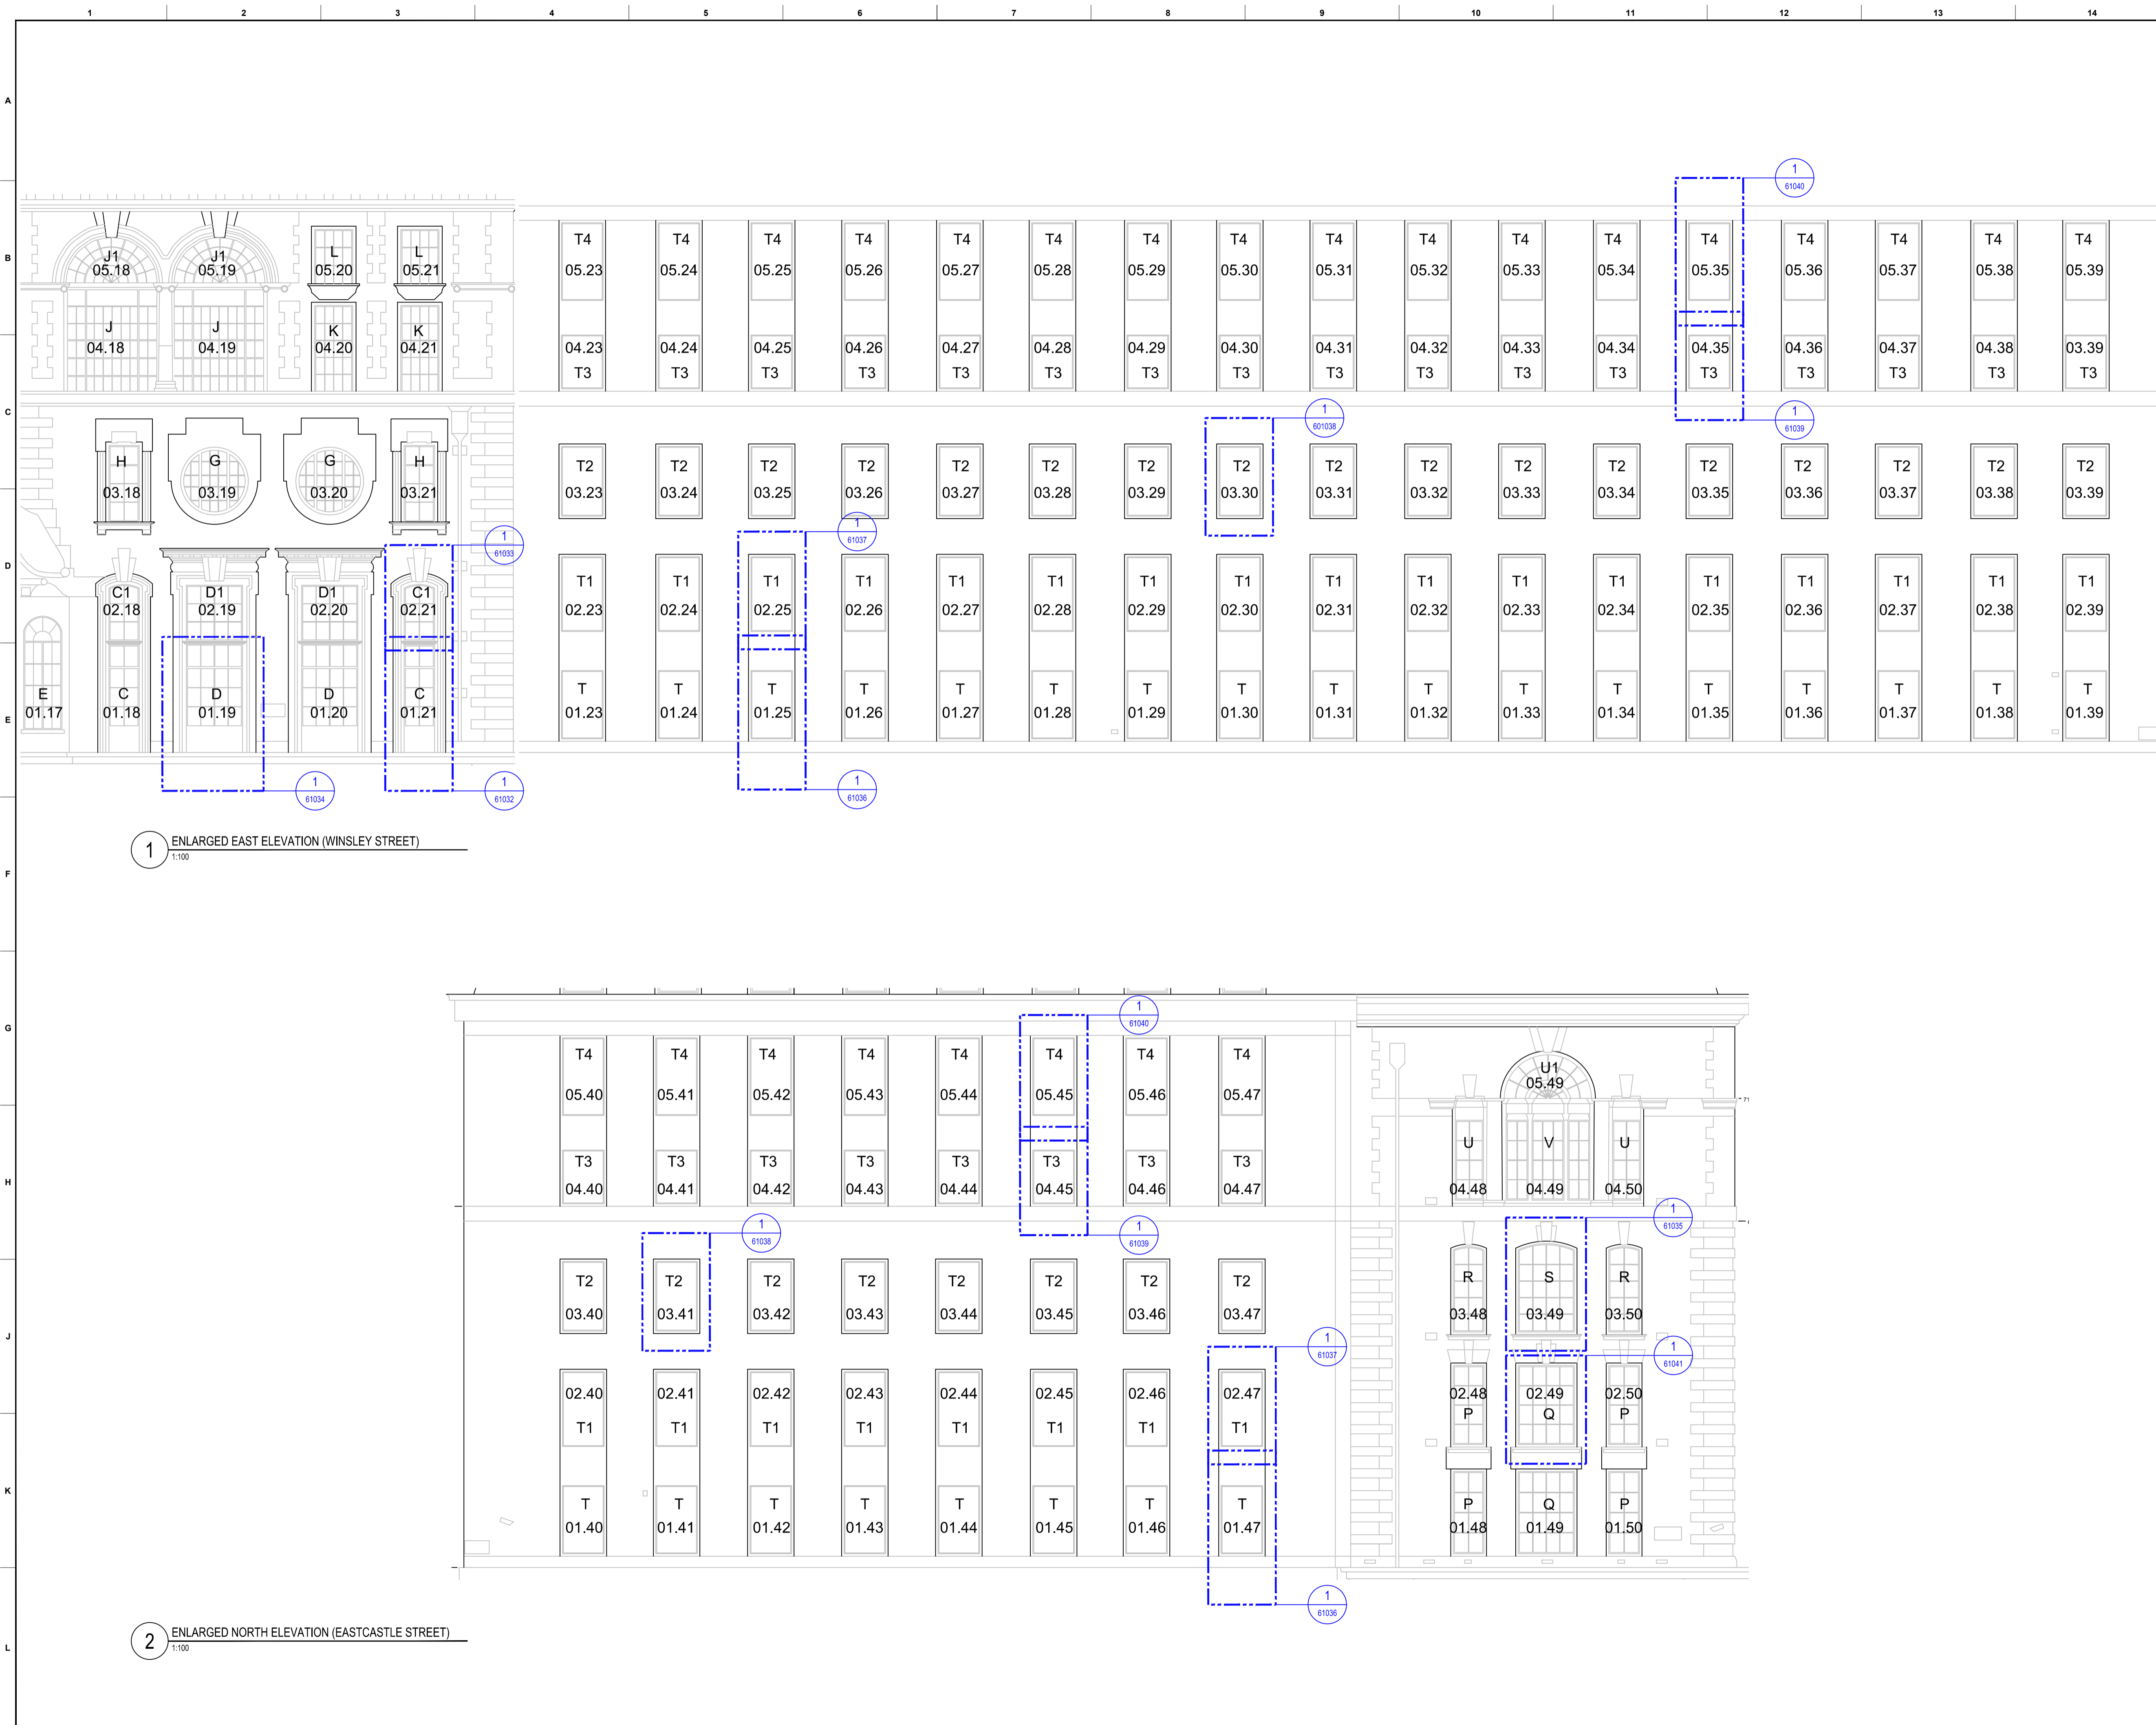 1 2 3 4 5 6 7 8 9 10 11 12 13 14
A
1
61040
B
T4 T4 T4 T4 T4 T4 T4 T4 T4 T4 T4 T4 T4 T4 T4 T4 T4
J1 J1 L L
05.18 05.19 05.20 05.21 05.23 05.24 05.25 05.26 05.27 05.28 05.29 05.30 05.31 05.32 05.33 05.34 05.35 05.36 05.37 05.38 05.39
J J K K
04.18 04.19 04.20 04.21 04.23 04.24 04.25 04.26 04.27 04.28 04.29 04.30 04.31 04.32 04.33 04.34 04.35 04.36 04.37 04.38 03.39
T3 T3 T3 T3 T3 T3 T3 T3 T3 T3 T3 T3 T3 T3 T3 T3 T3
C
1
601038
1
61039
H G G H T2 T2 T2 T2 T2 T2 T2 T2 T2 T2 T2 T2 T2 T2 T2 T2 T2
03.18 03.19 03.20 03.21 03.23 03.24 03.25 03.26 03.27 03.28 03.29 03.30 03.31 03.32 03.33 03.34 03.35 03.36 03.37 03.38 03.39
1
61037
1
61033
D
C1 D1 D1 C1 T1 T1 T1 T1 T1 T1 T1 T1 T1 T1 T1 T1 T1 T1 T1 T1 T1
02.18 02.19 02.20 02.21 02.23 02.24 02.25 02.26 02.27 02.28 02.29 02.30 02.31 02.32 02.33 02.34 02.35 02.36 02.37 02.38 02.39
E C D D C T T T T T T T T T T T T T T T T T
01.17 01.18 01.19 01.20 01.21 01.23 01.24 01.25 01.26 01.27 01.28 01.29 01.30 01.31 01.32 01.33 01.34 01.35 01.36 01.37 01.38 01.39
E
1
61034
1
61032
1
61036
1 ENLARGED EAST ELEVATION (WINSLEY STREET)
1:100
F
1
61040
G
T4 T4 T4 T4 T4 T4 T4 T4
U1
05.49
05.40 05.41 05.42 05.43 05.44 05.45 05.46 05.47
71
U V U
T3 T3 T3 T3 T3 T3 T3 T3
H
04.40 04.41 04.42 04.43 04.44 04.45 04.46 04.47 04.48 04.49 04.50
1
61038
1
61039
1
61035
T2 T2 T2 T2 T2 T2 T2 T2 R S R
03.40 03.41 03.42 03.43 03.44 03.45 03.46 03.47 03.48 03.49 03.50
J
1
61037
1
61041
02.40 02.41 02.42 02.43 02.44 02.45 02.46 02.47 02.48 02.49 02.50
P Q P
T1 T1 T1 T1 T1 T1 T1 T1
K
T T T T T T T T P Q P
01.40 01.41 01.42 01.43 01.44 01.45 01.46 01.47 01.48 01.49 01.50
1
61036
2 ENLARGED NORTH ELEVATION (EASTCASTLE STREET)
1:100
L